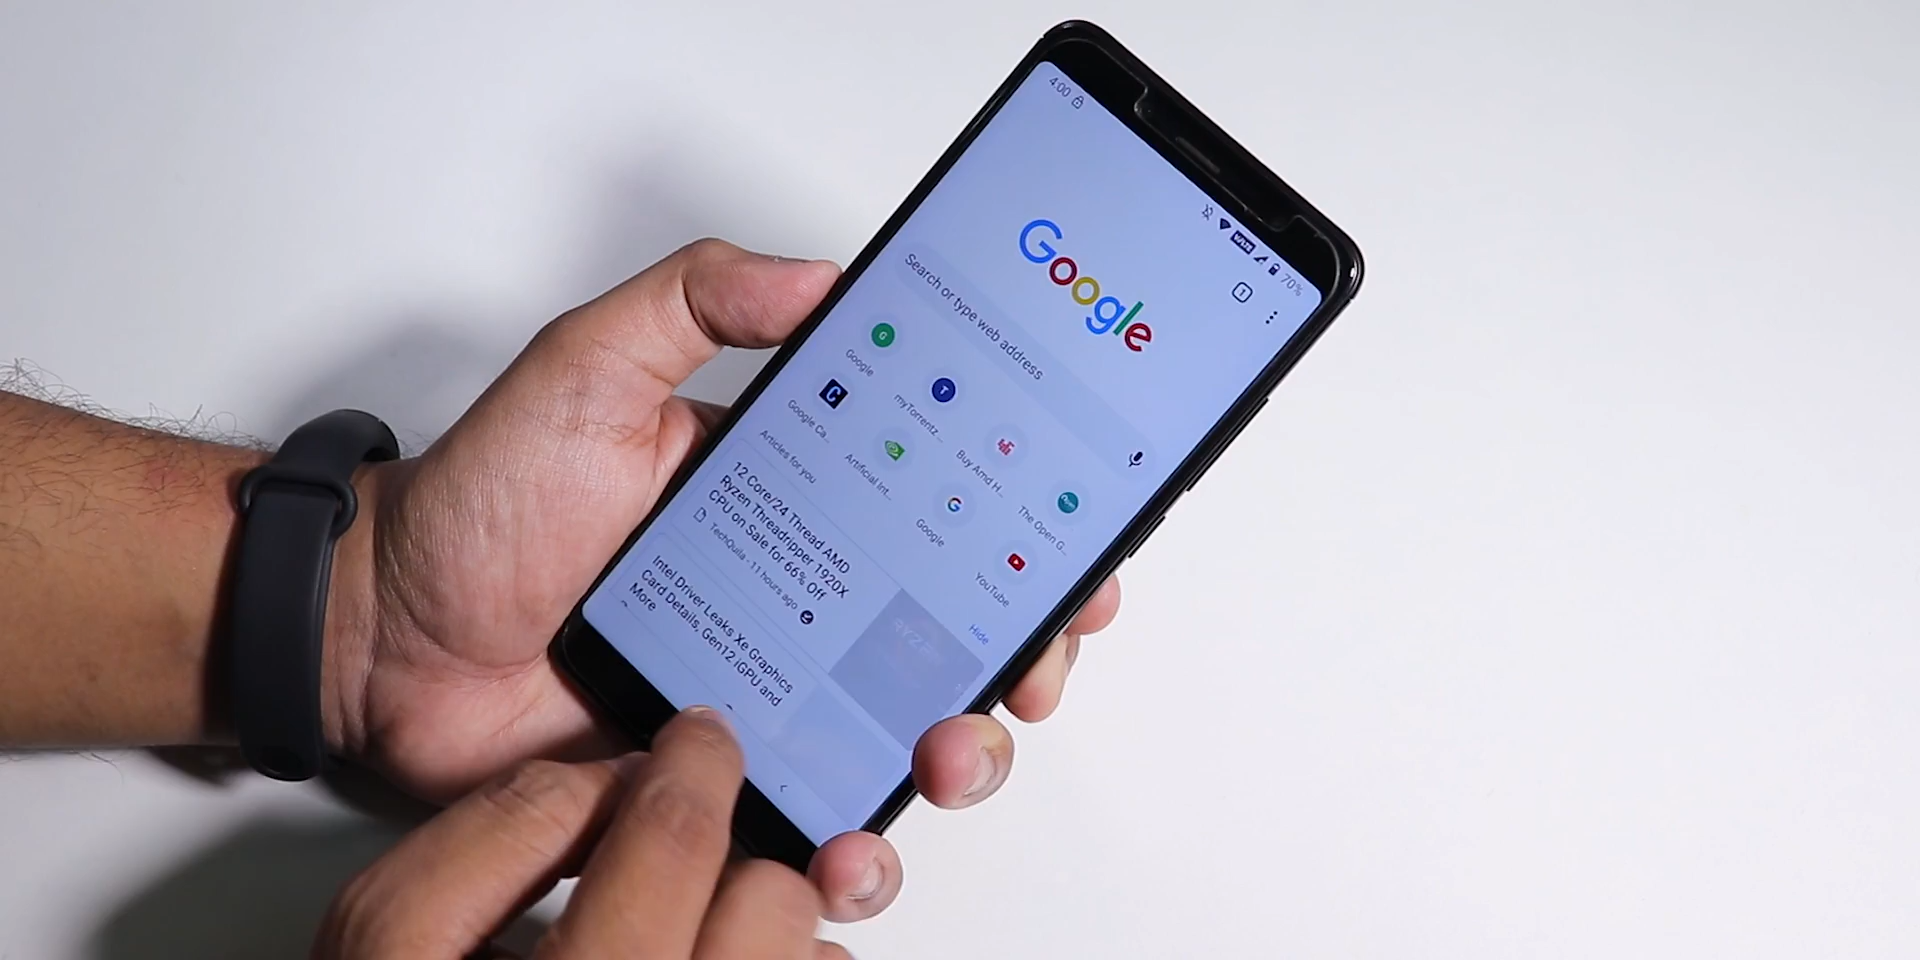 4:00
VoLTE
70%
1
Google
Search or type web address
G
Google
T
myTorrentz...
Buy Amd H...
The Open G...
C
Google Ca...
Artificial Int...
G
Google
YouTube
Articles for you
Hide
12 Core/24 Thread AMD
Ryzen Threadripper 1920X
CPU on Sale for 66% Off
TechQuila - 11 hours ago
Intel Driver Leaks Xe Graphics
Card Details, Gen12 iGPU and
More